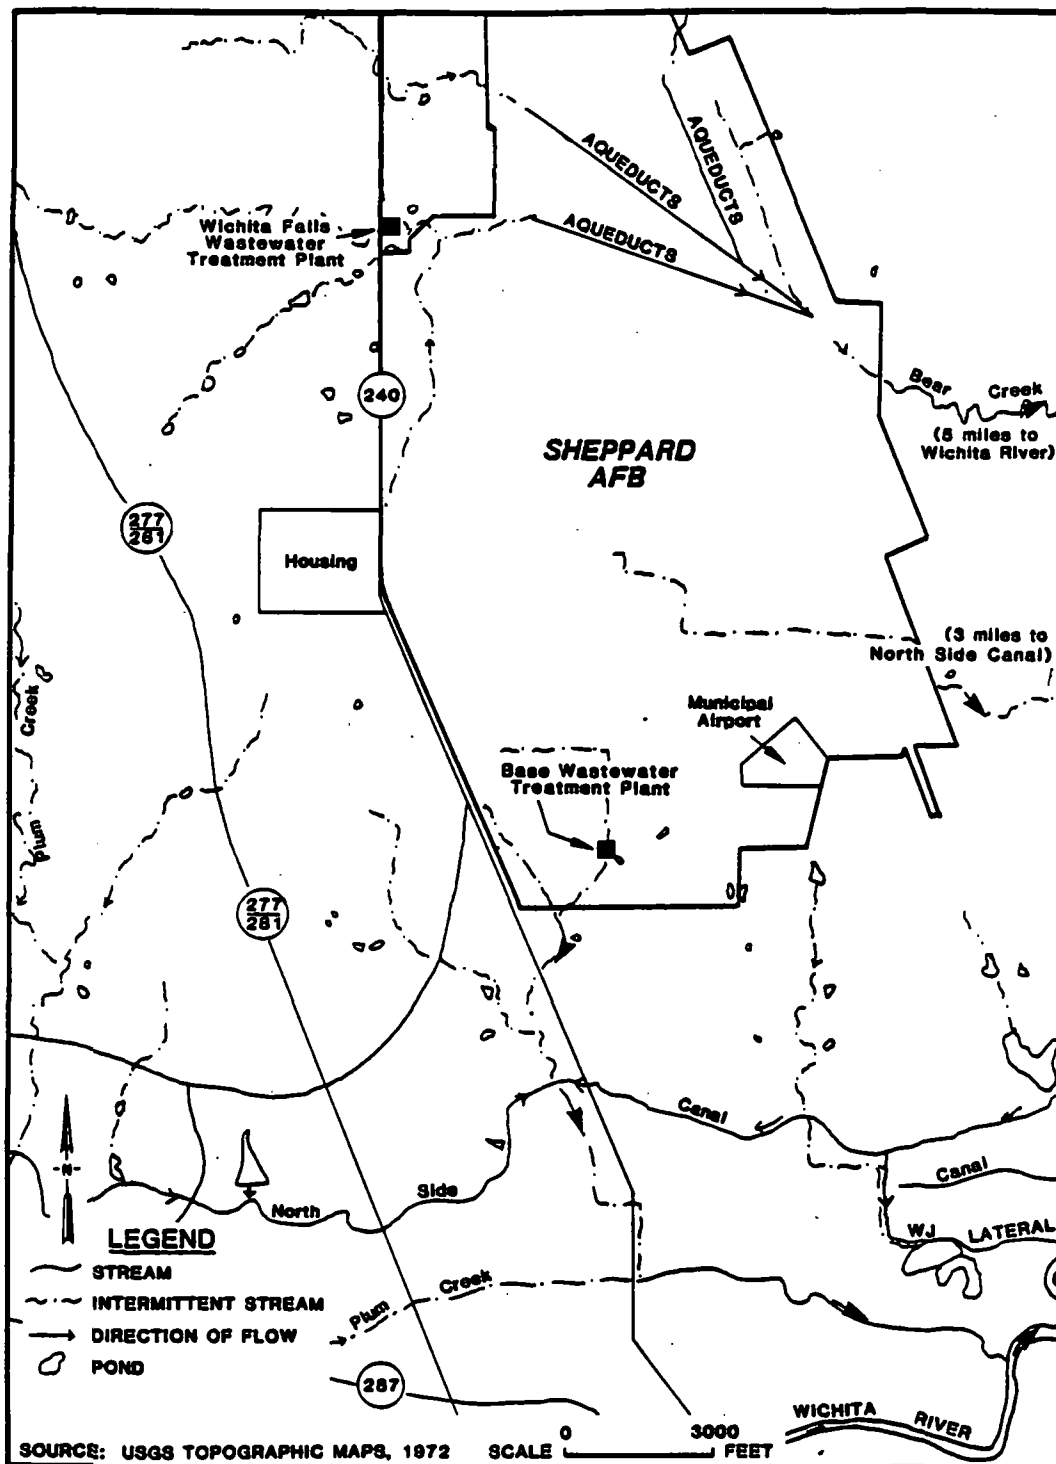 AQUEDUCTS
AQUEDUCTS
AQUEDUCTS
Wichita Falls
Wastewater
Treatment Plant
240
Bear Creek
(5 miles to
Wichita River)
SHEPPARD
AFB
277
281
Housing
(3 miles to
North Side Canal)
Creek
Plum
Municipal
Airport
Base Wastewater
Treatment Plant
277
281
Canal
Canal
North Side
WJ LATERAL
-N-
LEGEND
STREAM
INTERMITTENT STREAM
DIRECTION OF FLOW
POND
Plum Creek
287
WICHITA RIVER
SOURCE: USGS TOPOGRAPHIC MAPS, 1972 SCALE 0 3000 FEET